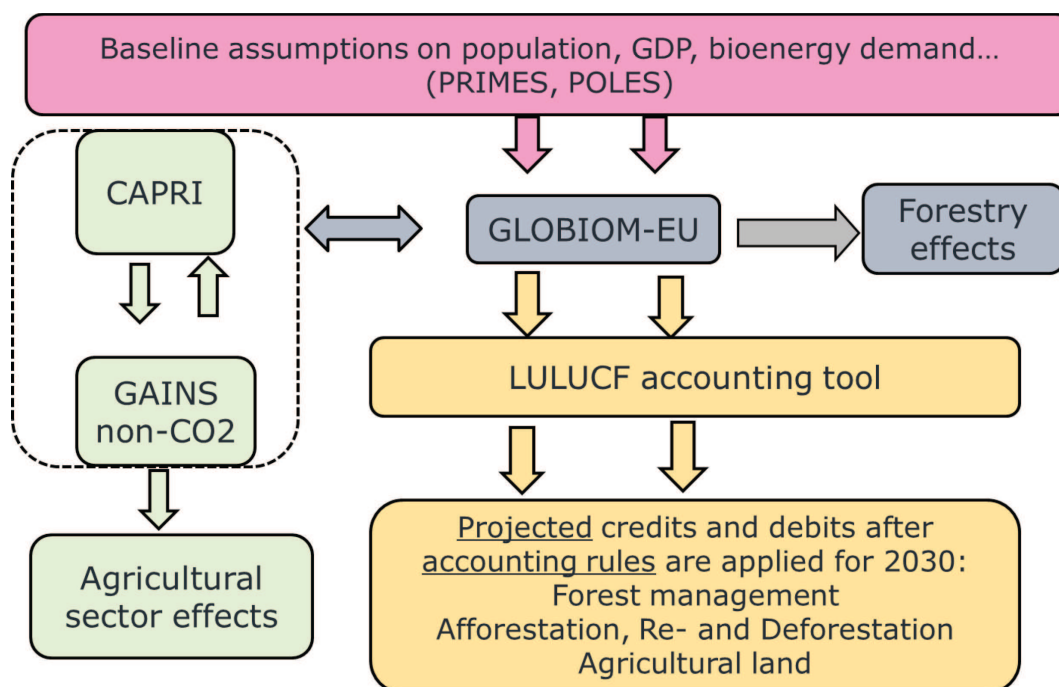 Baseline assumptions on population, GDP, bioenergy demand…
(PRIMES, POLES)
CAPRI
GLOBIOM-EU
Forestry
effects
LULUCF accounting tool
GAINS
non-CO2
Projected credits and debits after
accounting rules are applied for 2030:
Forest management
Afforestation, Re- and Deforestation
Agricultural land
Agricultural
sector effects